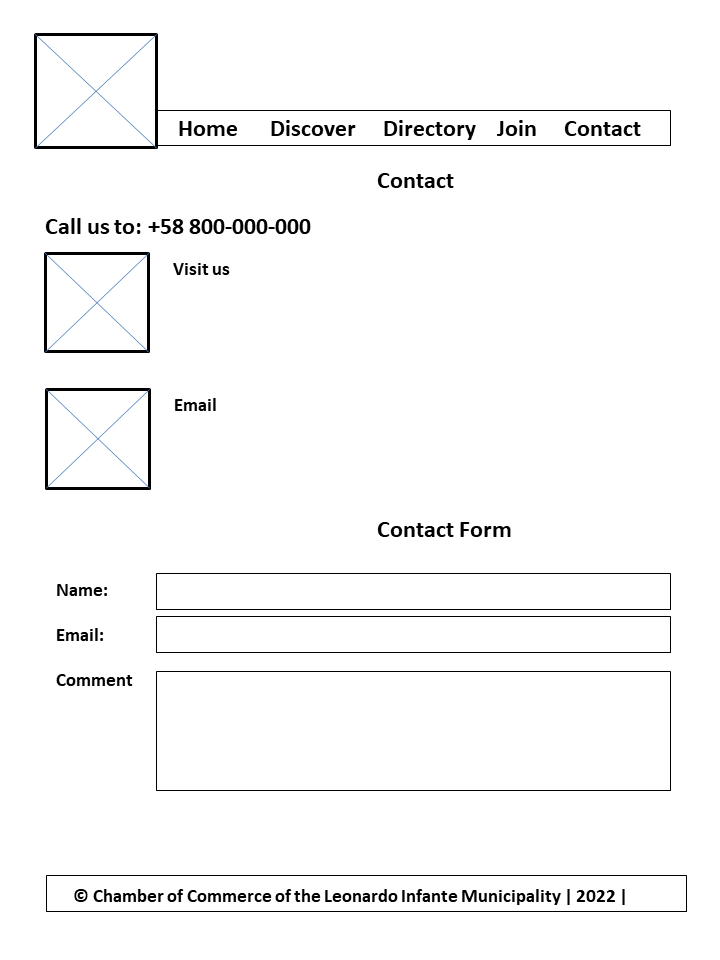 Home Discover Directory Join Contact
Contact
Call us to: +58 800-000-000
Visit us
Email
Contact Form
Name:
Email:
Comment
© Chamber of Commerce of the Leonardo Infante Municipality | 2022 |